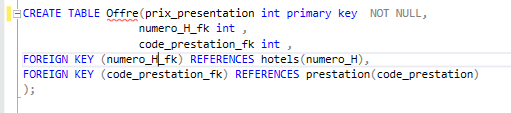 CREATE TABLE Offre(prix_presentation int primary key  NOT NULL,
numero_H_fk int ,
code_prestation_fk int ,
FOREIGN KEY (numero_H_fk) REFERENCES hotels(numero_H),
FOREIGN KEY (code_prestation_fk) REFERENCES prestation(code_prestation)
);